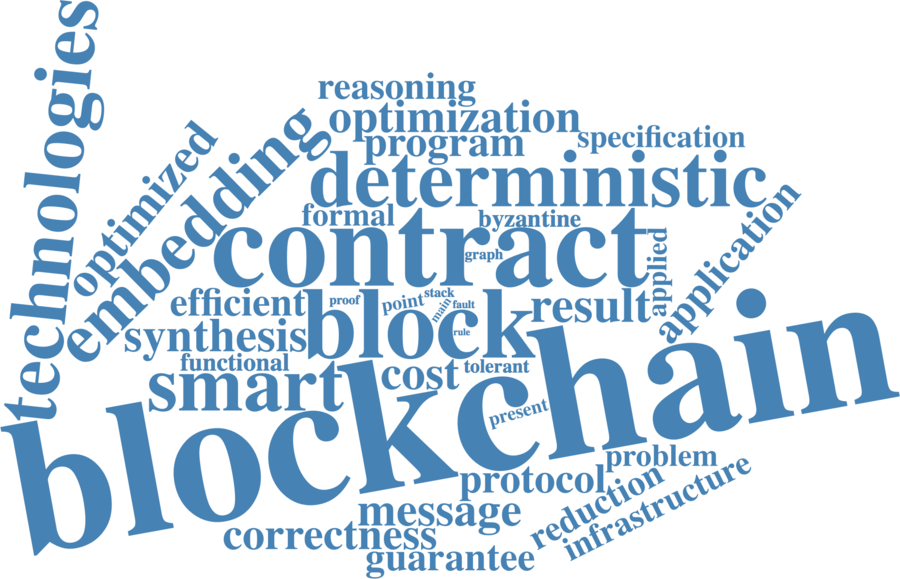 technologies
reasoning
optimization
program
specification
optimized
embedding
deterministic
formal
byzantine
contract
graph
applied
application
efficient
proof
point
stack
main
fault
rule
result
synthesis
block
functional
smart
cost
tolerant
blockchain
present
problem
protocol
reduction
infrastructure
message
correctness
guarantee